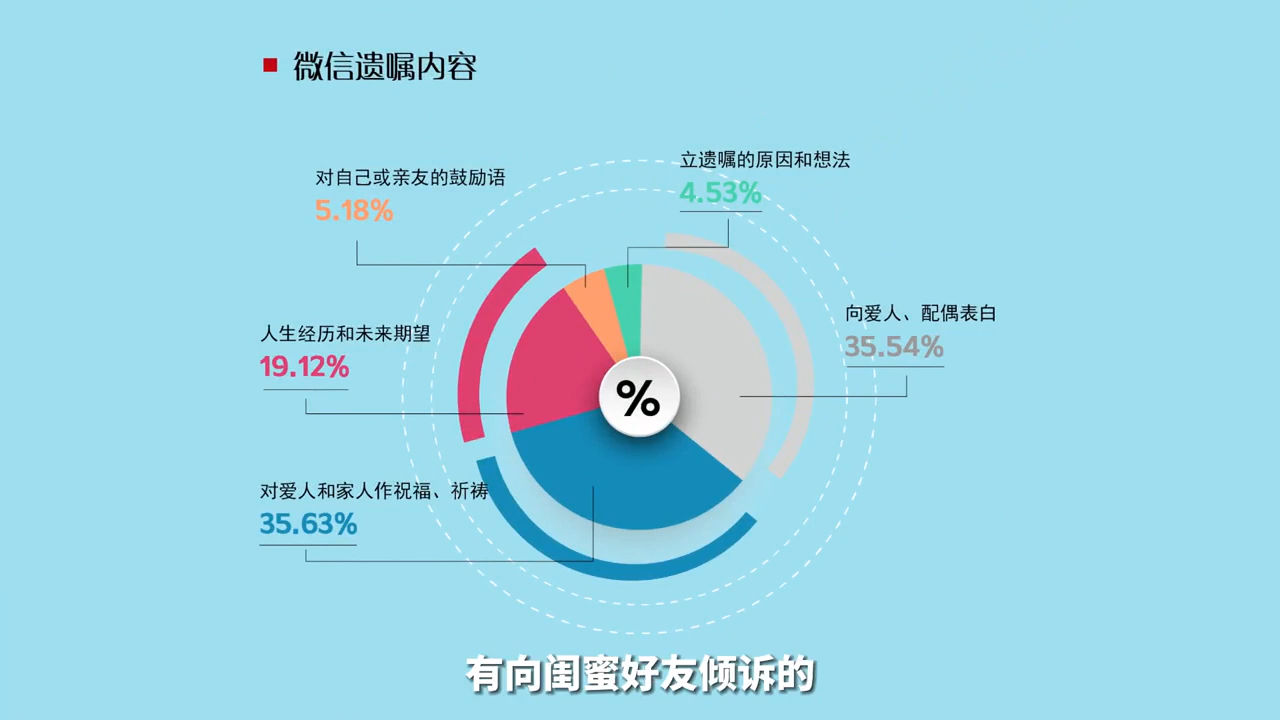 微信遗嘱内容
立遗嘱的原因和想法
4.53%
对自己或亲友的鼓励语
5.18%
向爱人、配偶表白
35.54%
人生经历和未来期望
19.12%
%
对爱人和家人作祝福、祈祷
35.63%
有向闺蜜好友倾诉的